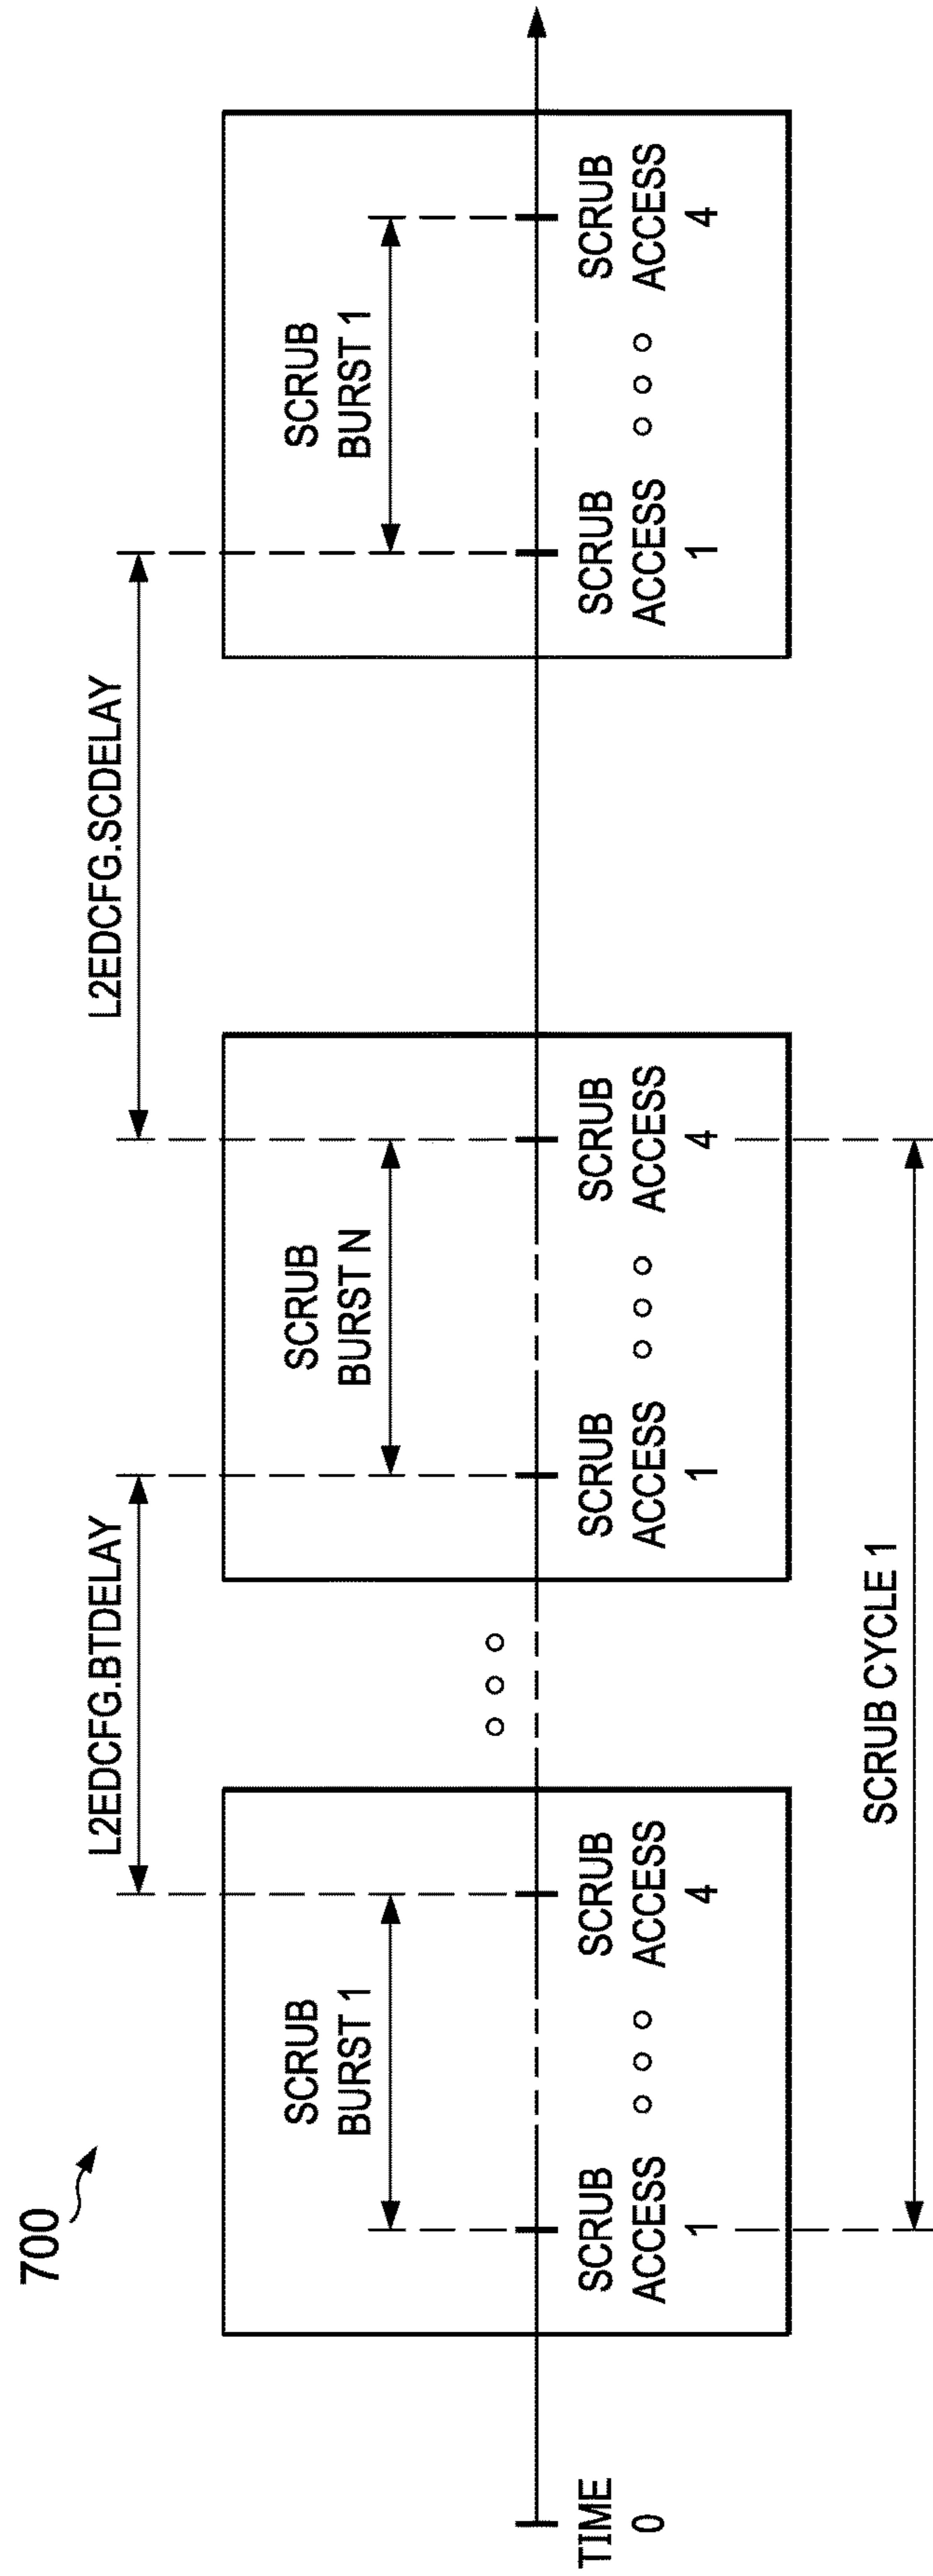 700
L2EDCFG.BTDELAY
L2EDCFG.SCDELAY
SCRUB
BURST 1
SCRUB
BURST N
SCRUB
BURST 1
TIME
0
SCRUB
ACCESS
1
SCRUB
ACCESS
4
SCRUB
ACCESS
1
SCRUB
ACCESS
4
SCRUB
ACCESS
1
SCRUB
ACCESS
4
SCRUB CYCLE 1